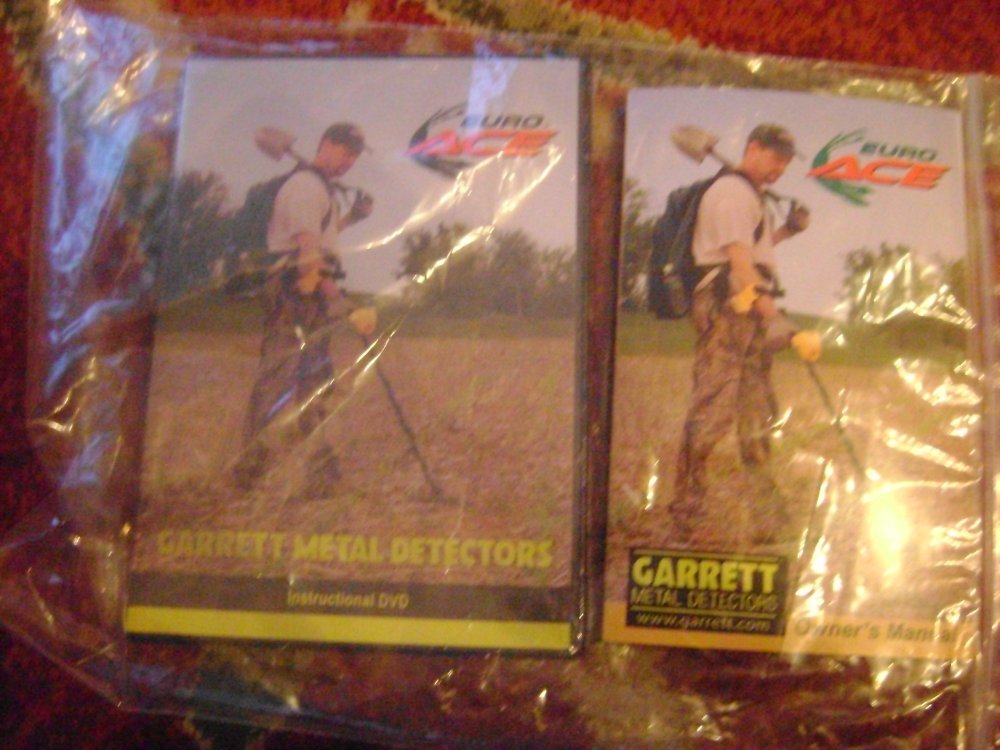 EURO
ACE
GARRETT METAL DETECTORS
Instructional DVD
EURO
ACE
GARRETT
METAL DETECTORS
www.garrett.com
Owner's Manual